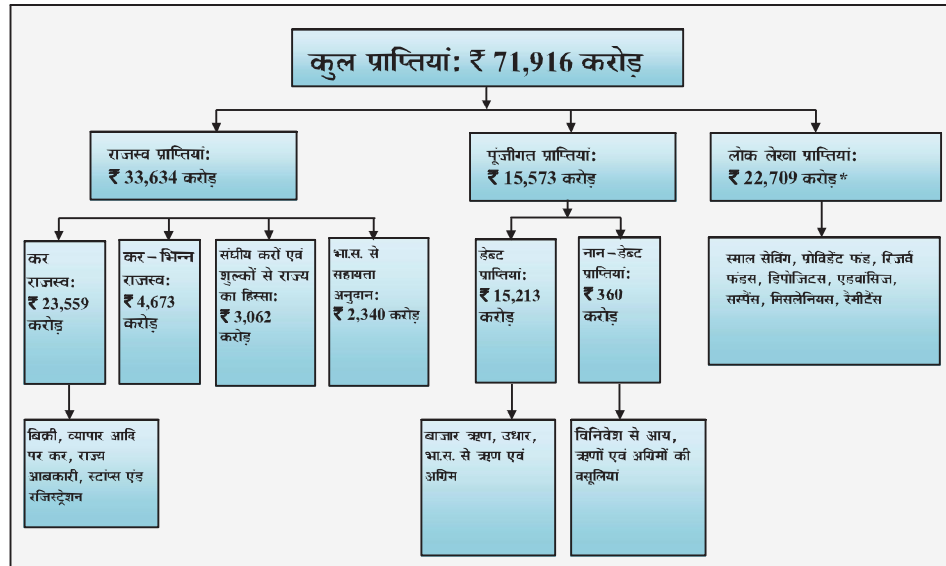 कुल प्राप्तियां: ₹ 71,916 करोड़
राजस्व प्राप्तियां:
₹ 33,634 करोड़
पूंजीगत प्राप्तियां:
₹ 15,573 करोड़
लोक लेखा प्राप्तियां:
₹ 22,709 करोड़*
कर
राजस्व:
₹ 23,559
करोड़
कर-भिन्न
राजस्व:
₹ 4,673
करोड़
संघीय करों एवं
शुल्कों से राज्य
का हिस्सा:
₹ 3,062
करोड़
भा.स. से
सहायता
अनुदान:
₹ 2,340 करोड़
डेब्ट
प्राप्तियां:
₹ 15,213
करोड़
नान-डेब्ट
प्राप्तियां:
₹ 360
करोड़
स्माल सेविंग, प्रोविडेंट फंड, रिजर्व
फंडस, डिपोजिटस, एडवांसिज,
सस्पैंस, मिसलेनियस, रेमीटैंस
बिक्री, व्यापार आदि
पर कर, राज्य
आबकारी, स्टांप्स एंड
रजिस्ट्रेशन
बाजार ऋण, उधार,
भा.स. से ऋण एवं
अग्रिम
विनिवेश से आय,
ऋणों एवं अग्रिमों की
वसूलियां